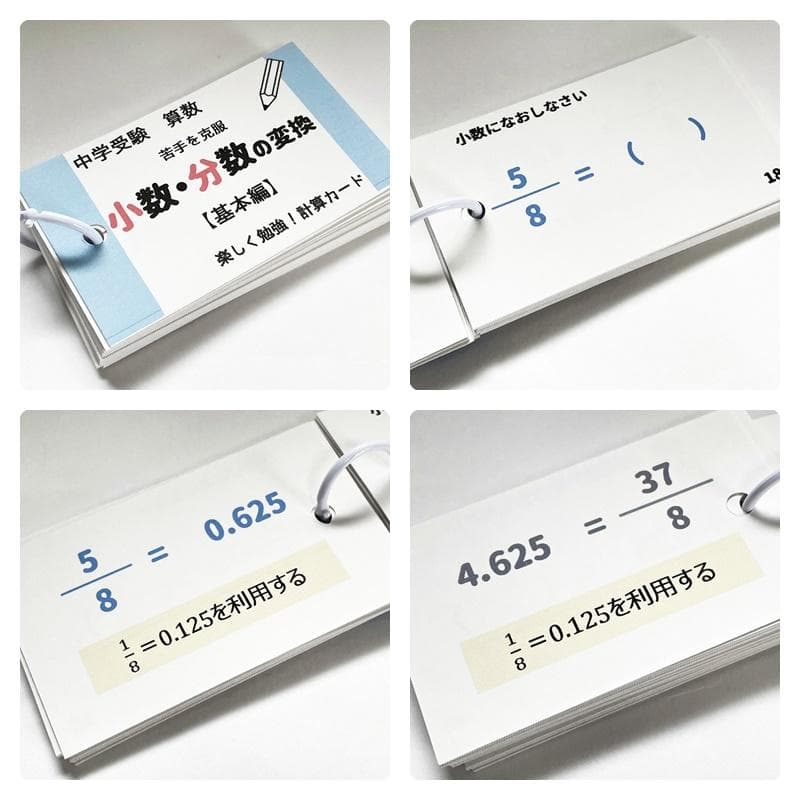 中学受験 算数
苦手を克服
小数・分数の変換
【基本編】
楽しく勉強!計算カード
小数になおしなさい
5/8 = ( )
18
5/8 = 0.625
1/8=0.125を利用する
4.625 = 37/8
1/8=0.125を利用する